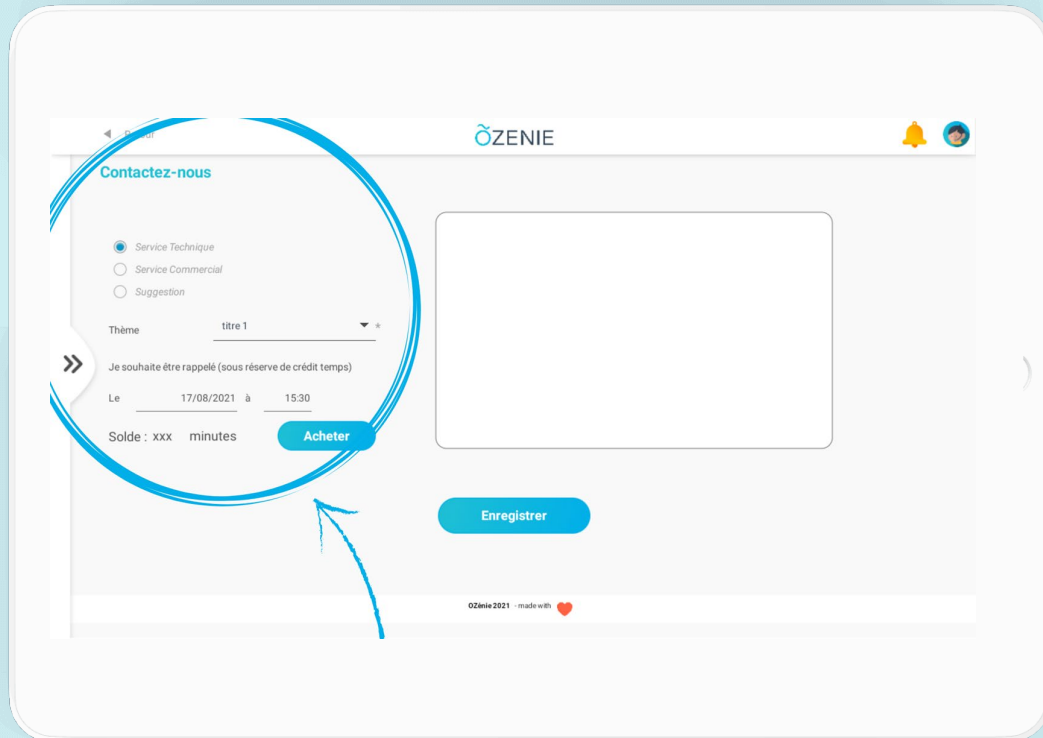 Retour
ÕZENIE
Contactez-nous
Service Technique
Service Commercial
Suggestion
Thème titre 1 *
Je souhaite être rappelé (sous réserve de crédit temps)
Le 17/08/2021 à 15:30
Solde : xxx minutes Acheter
Enregistrer
OZénie 2021 - made with